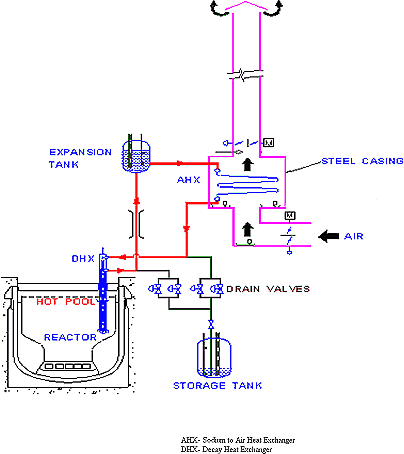 M
EXPANSION
TANK
STEEL CASING
AHX
M
AIR
DHX
HOT POOL
DRAIN VALVES
REACTOR
STORAGE TANK
AHX- Sodium to Air Heat Exchanger
DHX- Decay Heat Exchanger